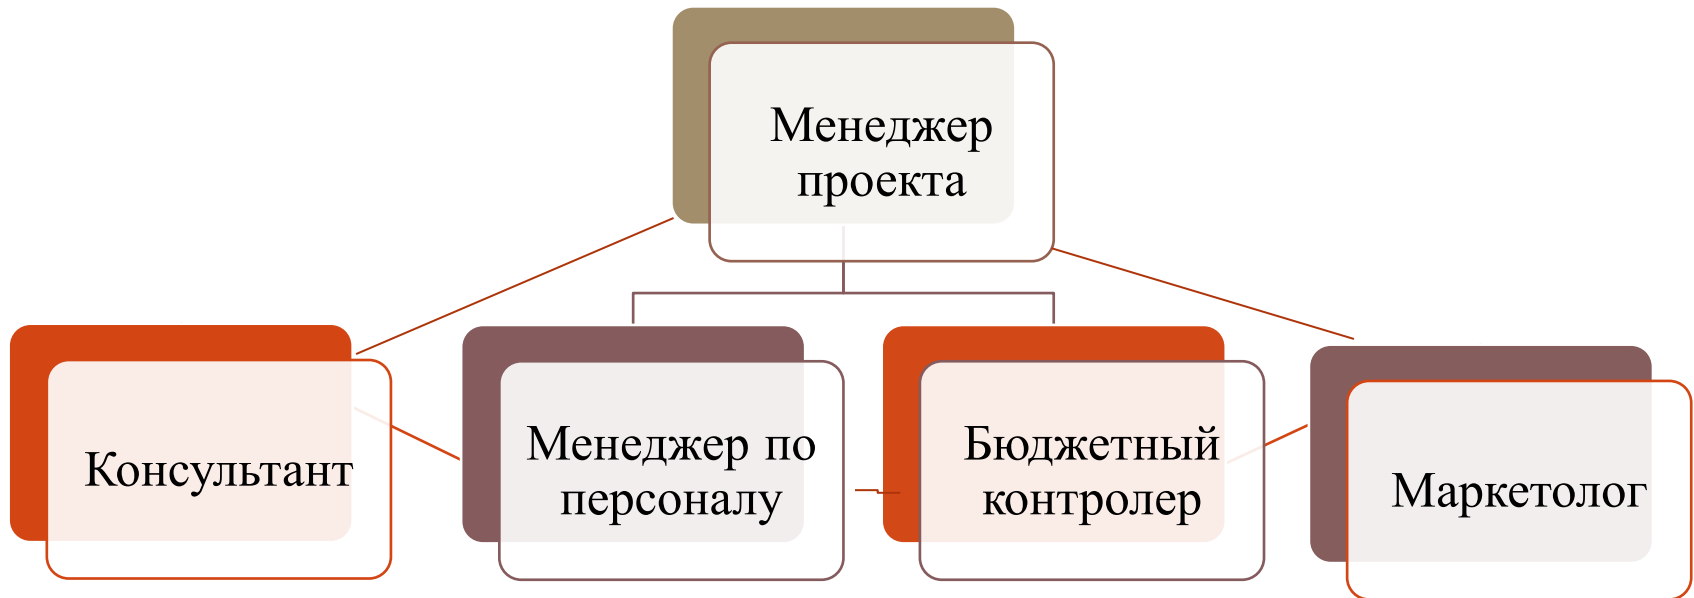 Менеджер
проекта
Консультант
Менеджер по
персоналу
Бюджетный
контролер
Маркетолог